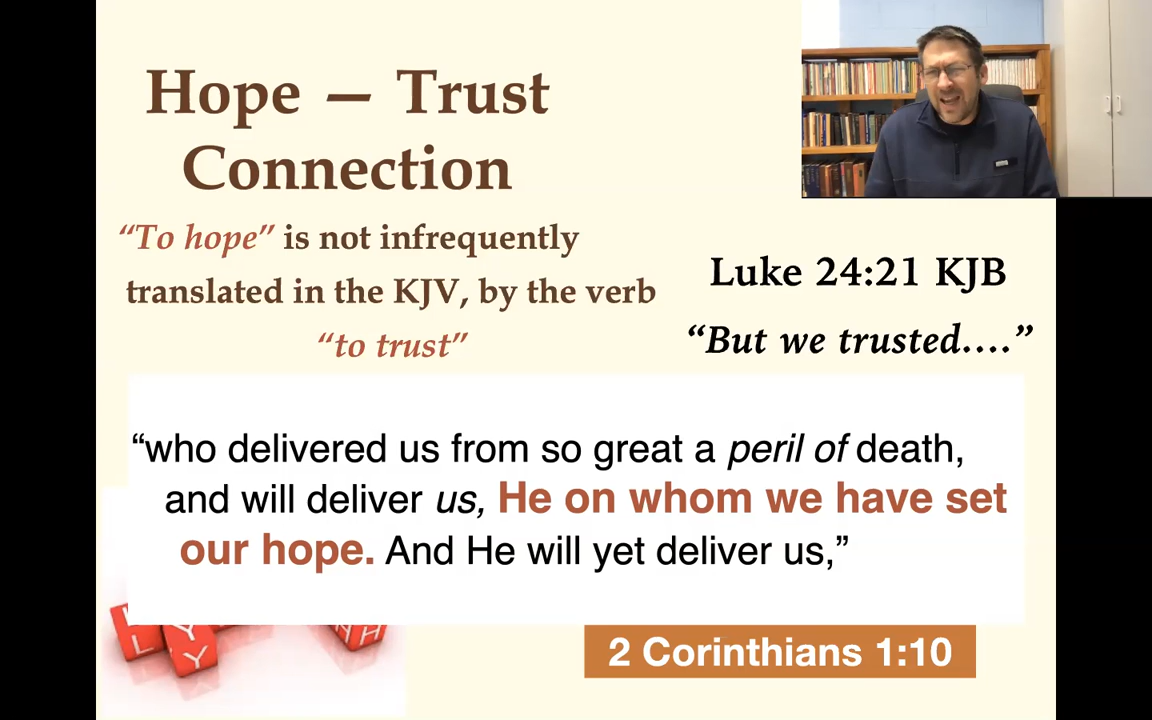 Hope — Trust
Connection
“To hope” is not infrequently
translated in the KJV, by the verb
“to trust”
Luke 24:21 KJB
“But we trusted....”
“who delivered us from so great a peril of death,
and will deliver us, He on whom we have set
our hope. And He will yet deliver us,”
L
Y
Y
H
2 Corinthians 1:10